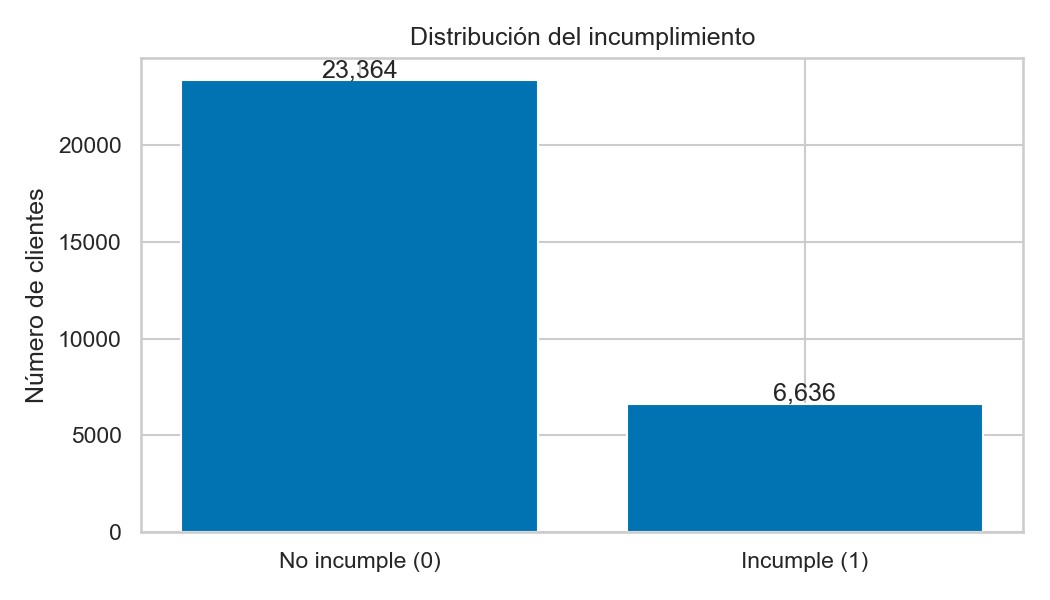 Distribución del incumplimiento
23,364
20000
15000
10000
6,636
5000
0
Número de clientes
No incumple (0)
Incumple (1)